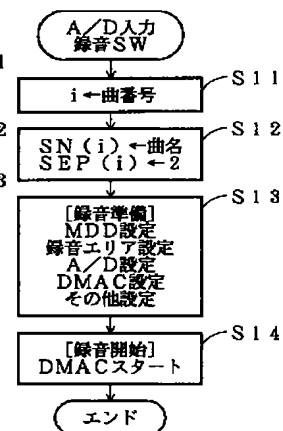 A／D入力
録音SW
1
i←曲番号
S11
2
SN（i）←曲名
SEP（i）←2
S12
3
［録音準備］
MDD設定
録音エリア設定
A／D設定
DMAC設定
その他設定
S13
［録音開始］
DMACスタート
S14
エンド